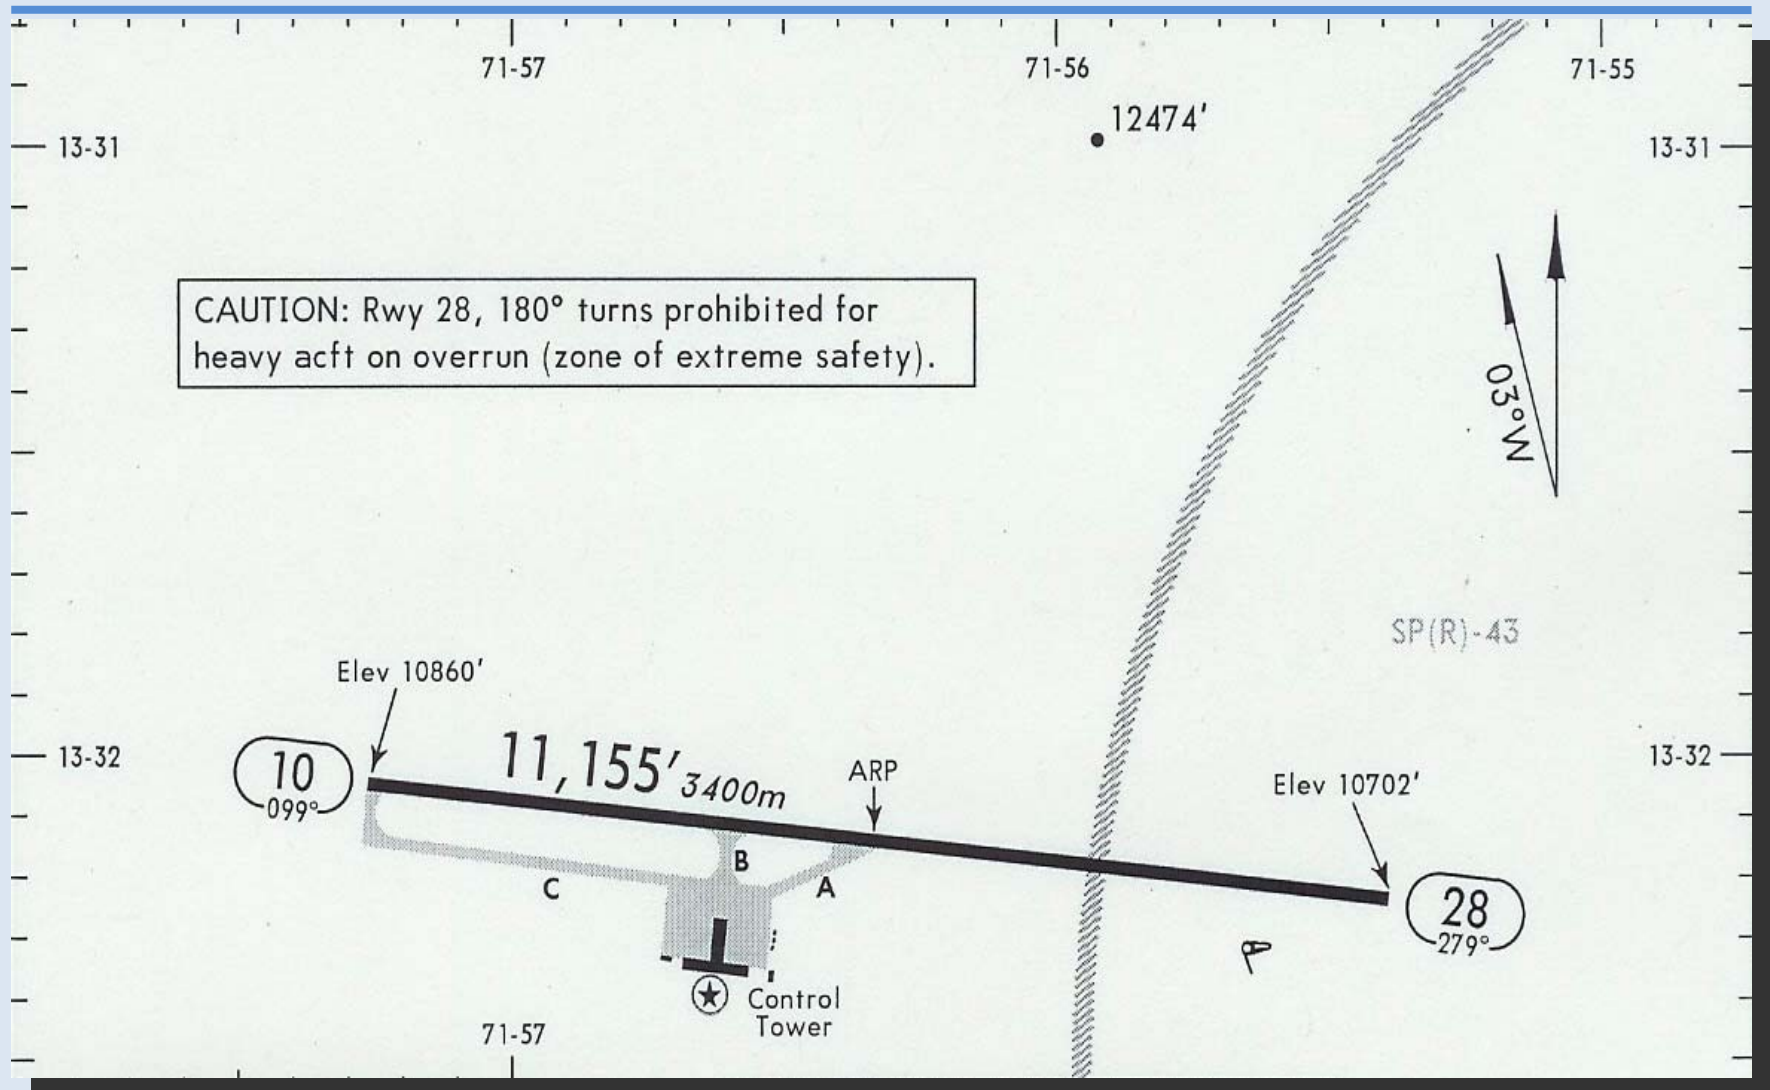 71-57
71-56
71-55
12474'
13-31
13-31
CAUTION: Rwy 28, 180° turns prohibited for
heavy acft on overrun (zone of extreme safety).
03°W
SP(R)-43
Elev 10860'
11,155' 3400m
13-32
13-32
10
099°
ARP
Elev 10702'
B
A
C
28
279°
Control
Tower
71-57